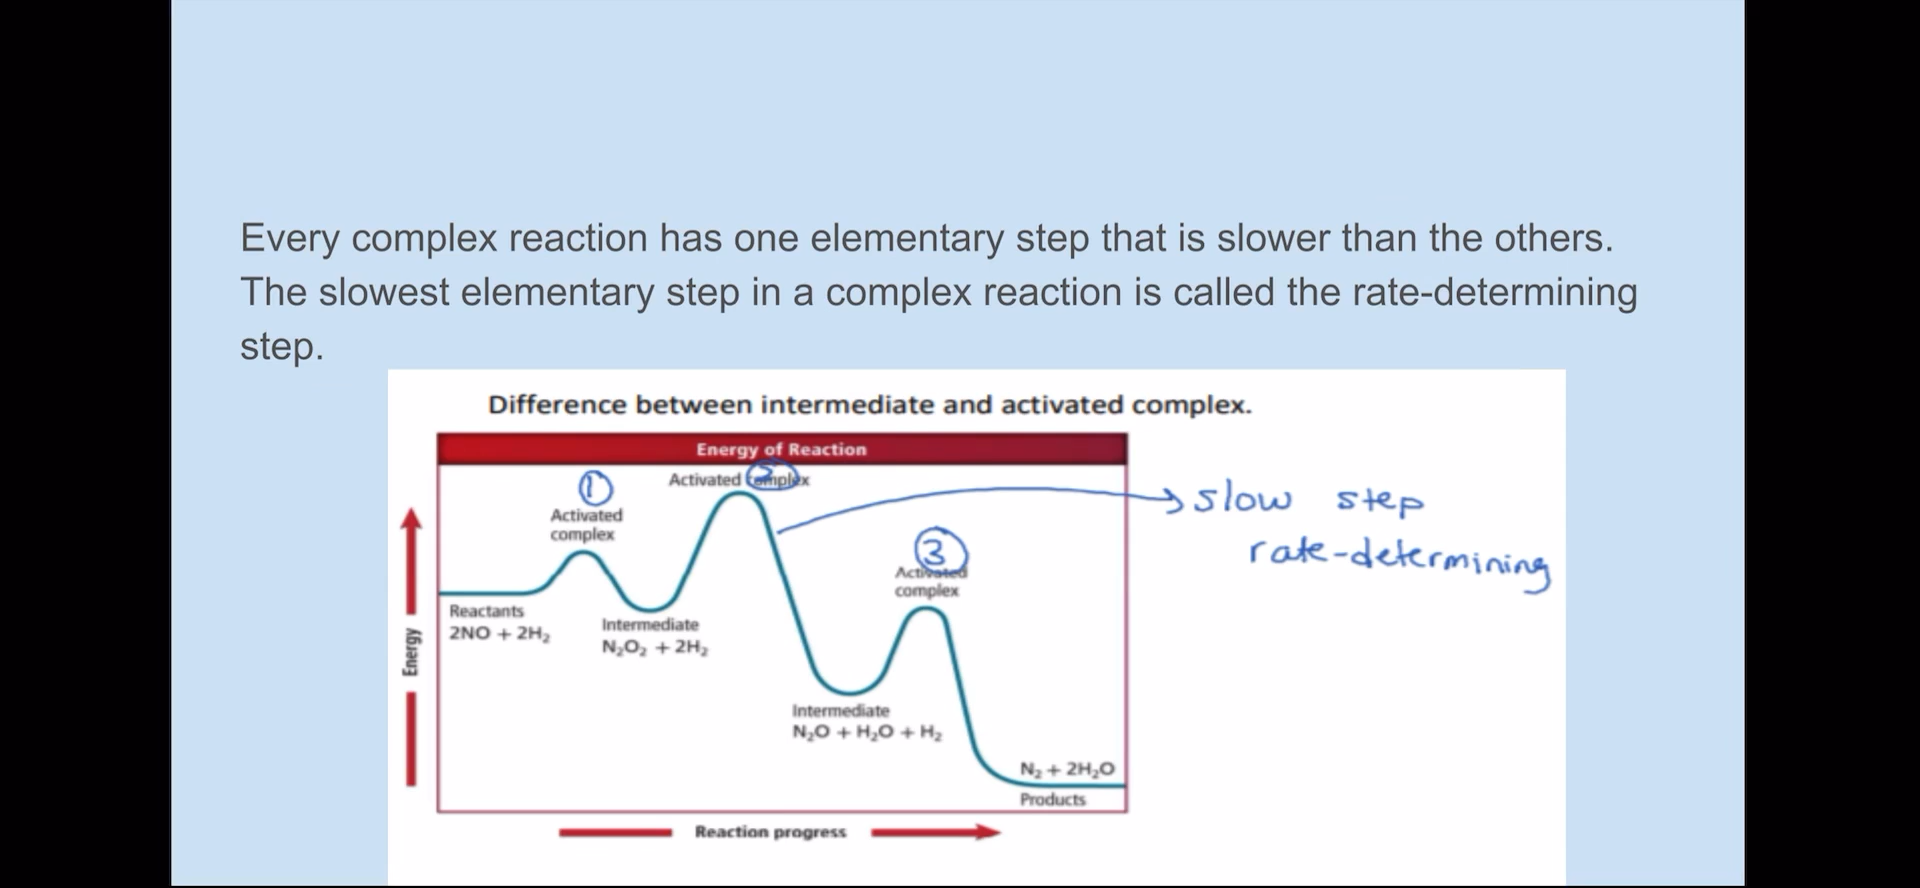 Every complex reaction has one elementary step that is slower than the others.
The slowest elementary step in a complex reaction is called the rate-determining
step.
Difference between intermediate and activated complex.
Energy of Reaction
①
Activated
complex
②
Activated complex
③
Activated
complex
→ slow step
rate-determining
Energy
Reactants
2NO + 2H₂
Intermediate
N₂O₂ + 2H₂
Intermediate
N₂O + H₂O + H₂
N₂ + 2H₂O
Products
Reaction progress